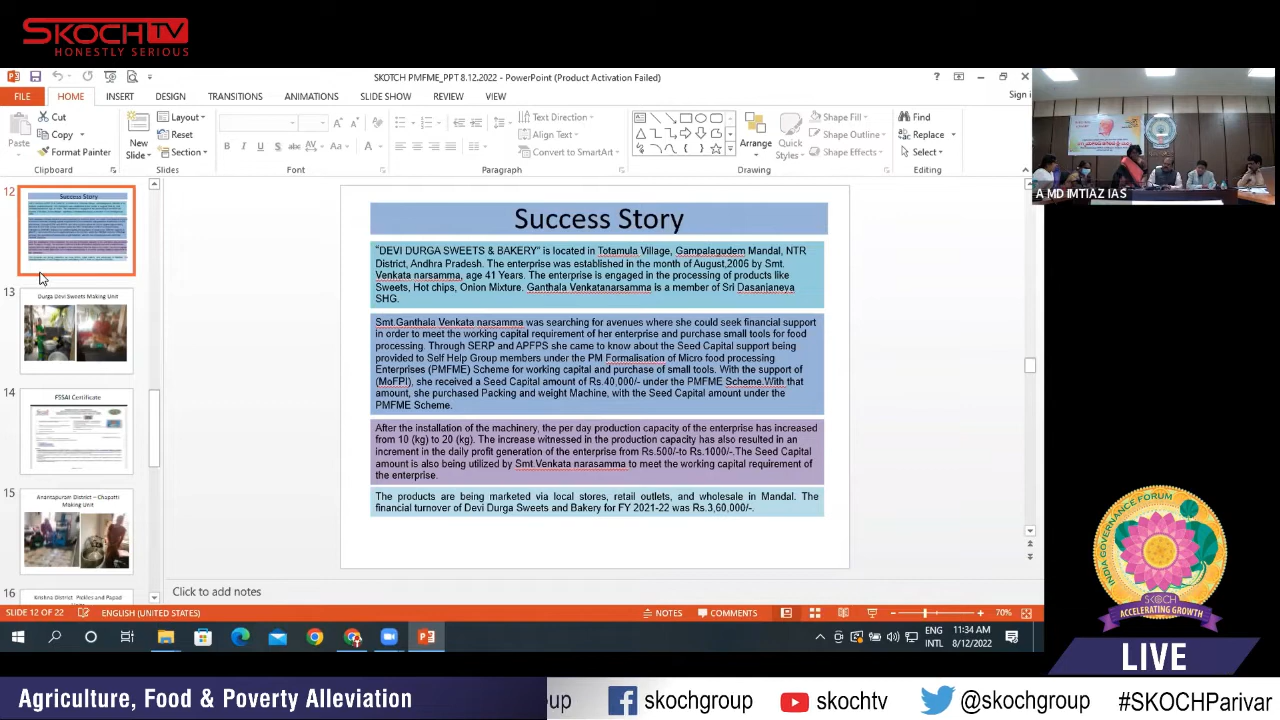 SKOCH TV
HONESTLY SERIOUS
SKOTCH PMFME_PPT 8.12.2022 - PowerPoint (Product Activation Failed)
FILE HOME INSERT DESIGN TRANSITIONS ANIMATIONS SLIDE SHOW REVIEW VIEW Sign i
Paste
Cut
Copy
Format Painter
Clipboard
New
Slide
Layout
Reset
Section
Slides
B I U S abc AV Aa A
Font
Text Direction
Align Text
Convert to SmartArt
Paragraph
Arrange
Quick
Styles
Shape Fill
Shape Outline
Shape Effects
Drawing
Find
Replace
Select
Editing
A.MD IMTIAZ IAS
12
Success Story
13
Durga Devi Sweets Making Unit
14
FSSAI Certificate
15
Anantapuram District – Chapatti
Making Unit
16
Krishna District Pickles and Papad
Success Story
"DEVI DURGA SWEETS & BAKERY" is located in Totamula Village, Gampalagudem Mandal, NTR
District, Andhra Pradesh. The enterprise was established in the month of August,2006 by Smt.
Venkata narsamma, age 41 Years. The enterprise is engaged in the processing of products like
Sweets, Hot chips, Onion Mixture. Ganthala Venkatanarsamma is a member of Sri Dasanjaneya
SHG.
Smt.Ganthala Venkata narsamma was searching for avenues where she could seek financial support
in order to meet the working capital requirement of her enterprise and purchase small tools for food
processing. Through SERP and APFPS she came to know about the Seed Capital support being
provided to Self Help Group members under the PM Formalisation of Micro food processing
Enterprises (PMFME) Scheme for working capital and purchase of small tools. With the support of
(MoFPI), she received a Seed Capital amount of Rs.40,000/- under the PMFME Scheme.With that
amount, she purchased Packing and weight Machine, with the Seed Capital amount under the
PMFME Scheme.
After the installation of the machinery, the per day production capacity of the enterprise has increased
from 10 (kg) to 20 (kg). The increase witnessed in the production capacity has also resulted in an
increment in the daily profit generation of the enterprise from Rs.500/-to Rs.1000/-.The Seed Capital
amount is also being utilized by Smt.Venkata narasamma to meet the working capital requirement of
the enterprise.
The products are being marketed via local stores, retail outlets, and wholesale in Mandal. The
financial turnover of Devi Durga Sweets and Bakery for FY 2021-22 was Rs.3,60,000/-.
Click to add notes
SLIDE 12 OF 22 ENGLISH (UNITED STATES) NOTES COMMENTS 70%
ENG
INTL
11:34 AM
8/12/2022
INDIA GOVERNANCE FORUM
SKOCH
ACCELERATING GROWTH
LIVE
Agriculture, Food & Poverty Alleviation
oup skochgroup skochtv @skochgroup #SKOCHParivar